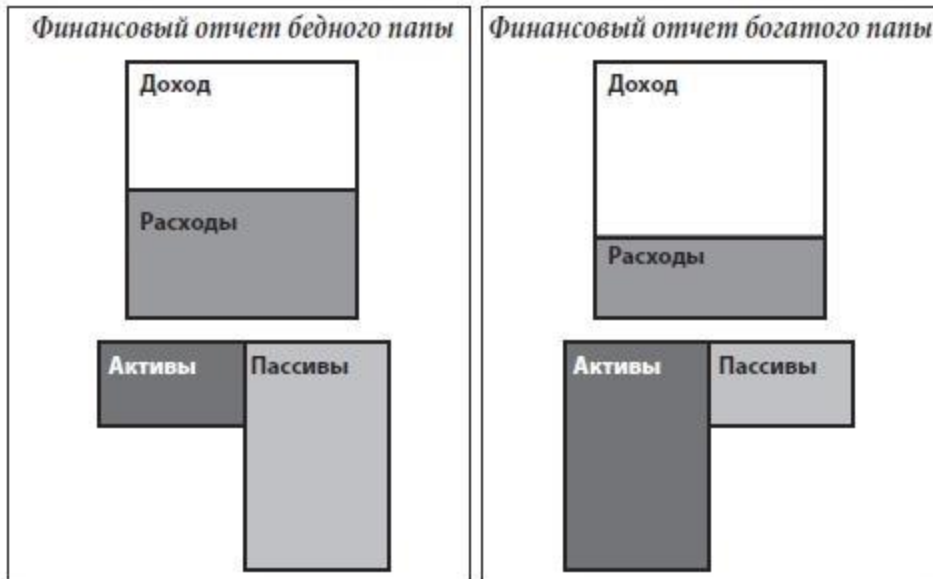 Финансовый отчет бедного папы
Доход
Расходы
Активы
Пассивы
Финансовый отчет богатого папы
Доход
Расходы
Активы
Пассивы